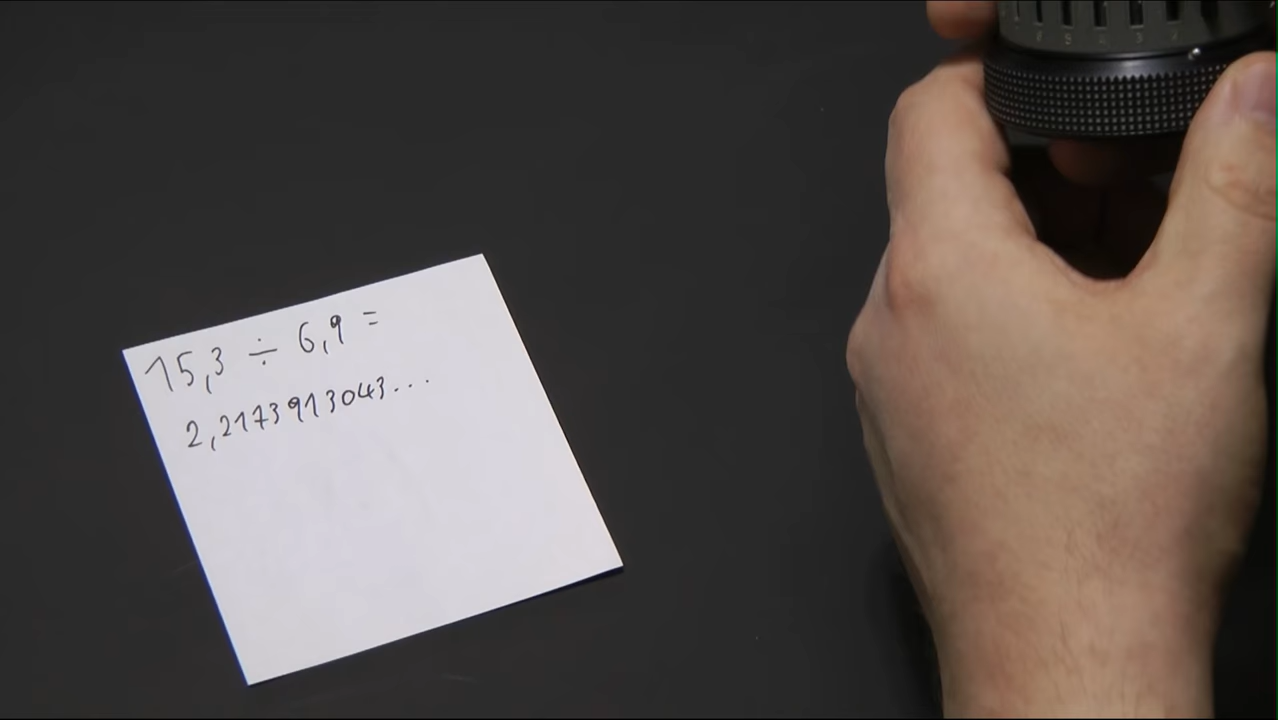 15,3 ÷ 6,9 =
2,2173913043...